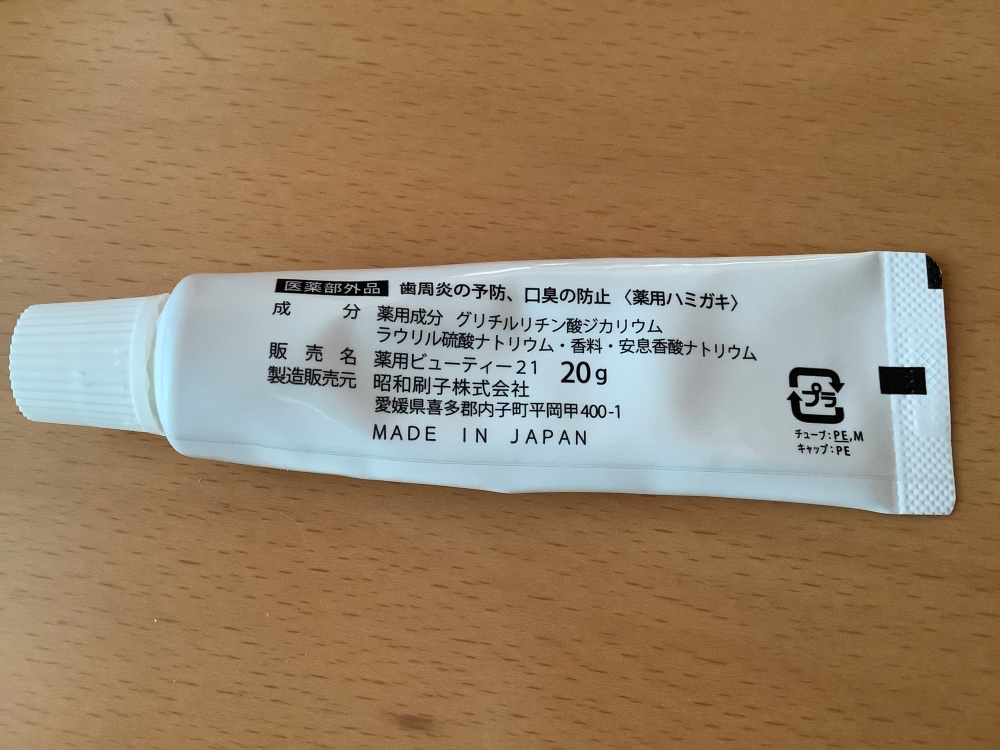 医薬部外品 歯周炎の予防、口臭の防止 〈薬用ハミガキ〉
成分 薬用成分 グリチルリチン酸ジカリウム
ラウリル硫酸ナトリウム・香料・安息香酸ナトリウム
販売名 薬用ビューティー21 20g
製造販売元 昭和刷子株式会社
愛媛県喜多郡内子町平岡甲400-1
MADE IN JAPAN
プラ
チューブ:PE,M
キャップ:PE